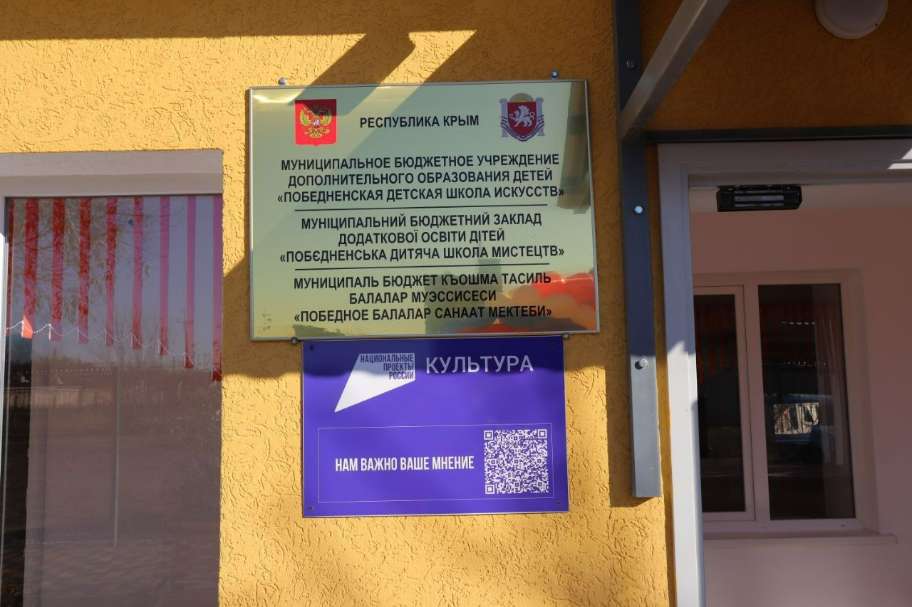 РЕСПУБЛИКА КРЫМ
МУНИЦИПАЛЬНОЕ БЮДЖЕТНОЕ УЧРЕЖДЕНИЕ
ДОПОЛНИТЕЛЬНОГО ОБРАЗОВАНИЯ ДЕТЕЙ
«ПОБЕДНЕНСКАЯ ДЕТСКАЯ ШКОЛА ИСКУССТВ»
МУНІЦИПАЛЬНИЙ БЮДЖЕТНИЙ ЗАКЛАД
ДОДАТКОВОЇ ОСВІТИ ДІТЕЙ
«ПОБЄДНЕНСЬКА ДИТЯЧА ШКОЛА МИСТЕЦТВ»
МУНИЦИПАЛЬ БЮДЖЕТ КЪОШМА ТАСИЛЬ
БАЛАЛАР МУЭССИСЕСИ
«ПОБЕДНОЕ БАЛАЛАР САНААТ МЕКТЕБИ»
НАЦИОНАЛЬНЫЕ
ПРОЕКТЫ
РОССИИ
КУЛЬТУРА
НАМ ВАЖНО ВАШЕ МНЕНИЕ